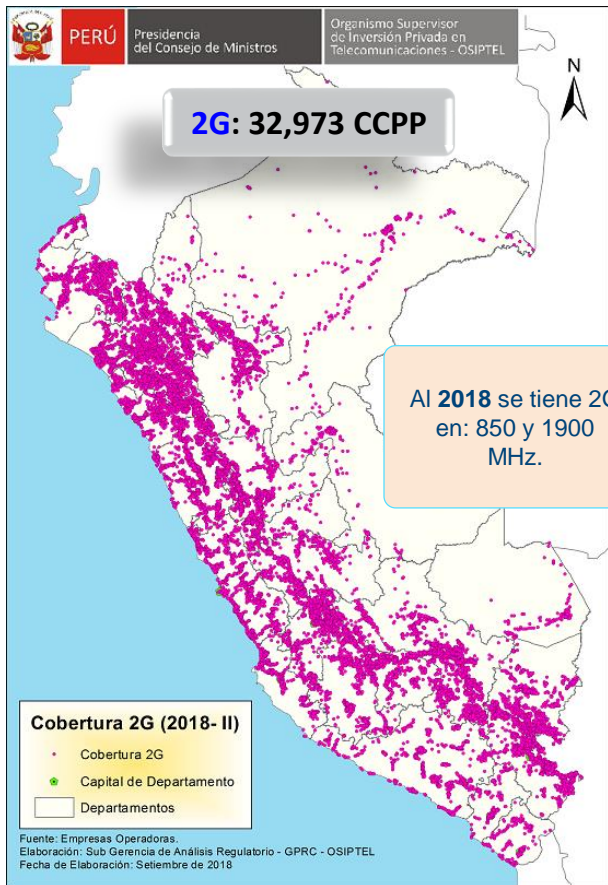 PERÚ
Presidencia
del Consejo de Ministros
Organismo Supervisor
de Inversión Privada en
Telecomunicaciones - OSIPTEL
N
2G: 32,973 CCPP
Al 2018 se tiene 2G
en: 850 y 1900
MHz.
Cobertura 2G (2018- II)
Cobertura 2G
Capital de Departamento
Departamentos
Fuente: Empresas Operadoras.
Elaboración: Sub Gerencia de Análisis Regulatorio - GPRC - OSIPTEL
Fecha de Elaboración: Setiembre de 2018